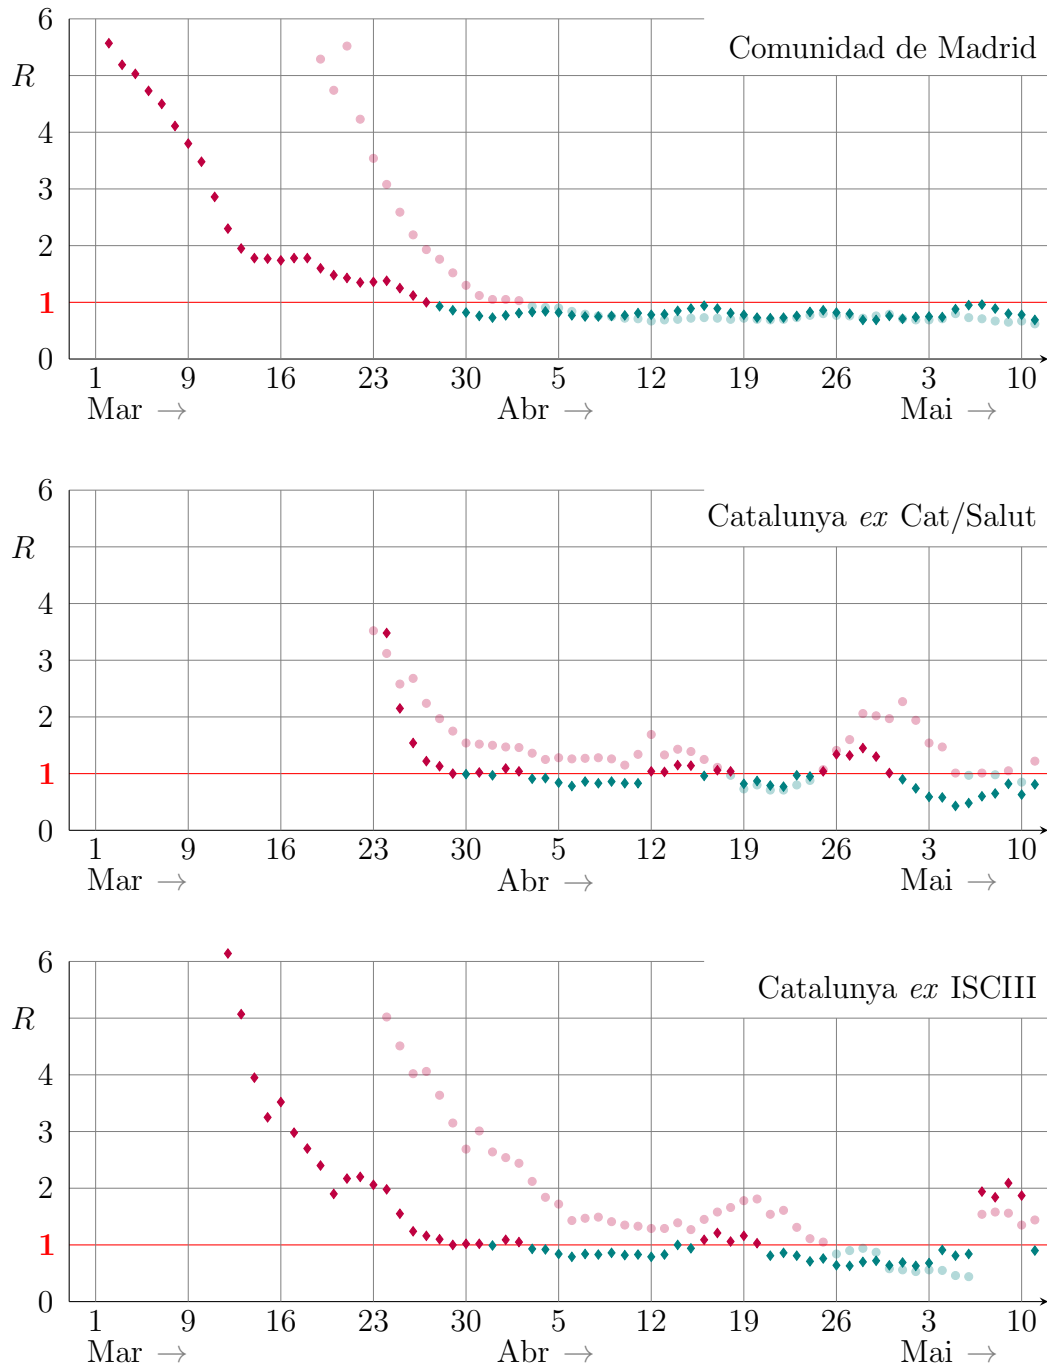 6
Comunidad de Madrid
R
4
3
2
1
0
1 9 16 23 30 5 12 19 26 3 10
Mar → Abr → Mai →
6
Catalunya ex Cat/Salut
R
4
3
2
1
0
1 9 16 23 30 5 12 19 26 3 10
Mar → Abr → Mai →
6
Catalunya ex ISCIII
R
4
3
2
1
0
1 9 16 23 30 5 12 19 26 3 10
Mar → Abr → Mai →